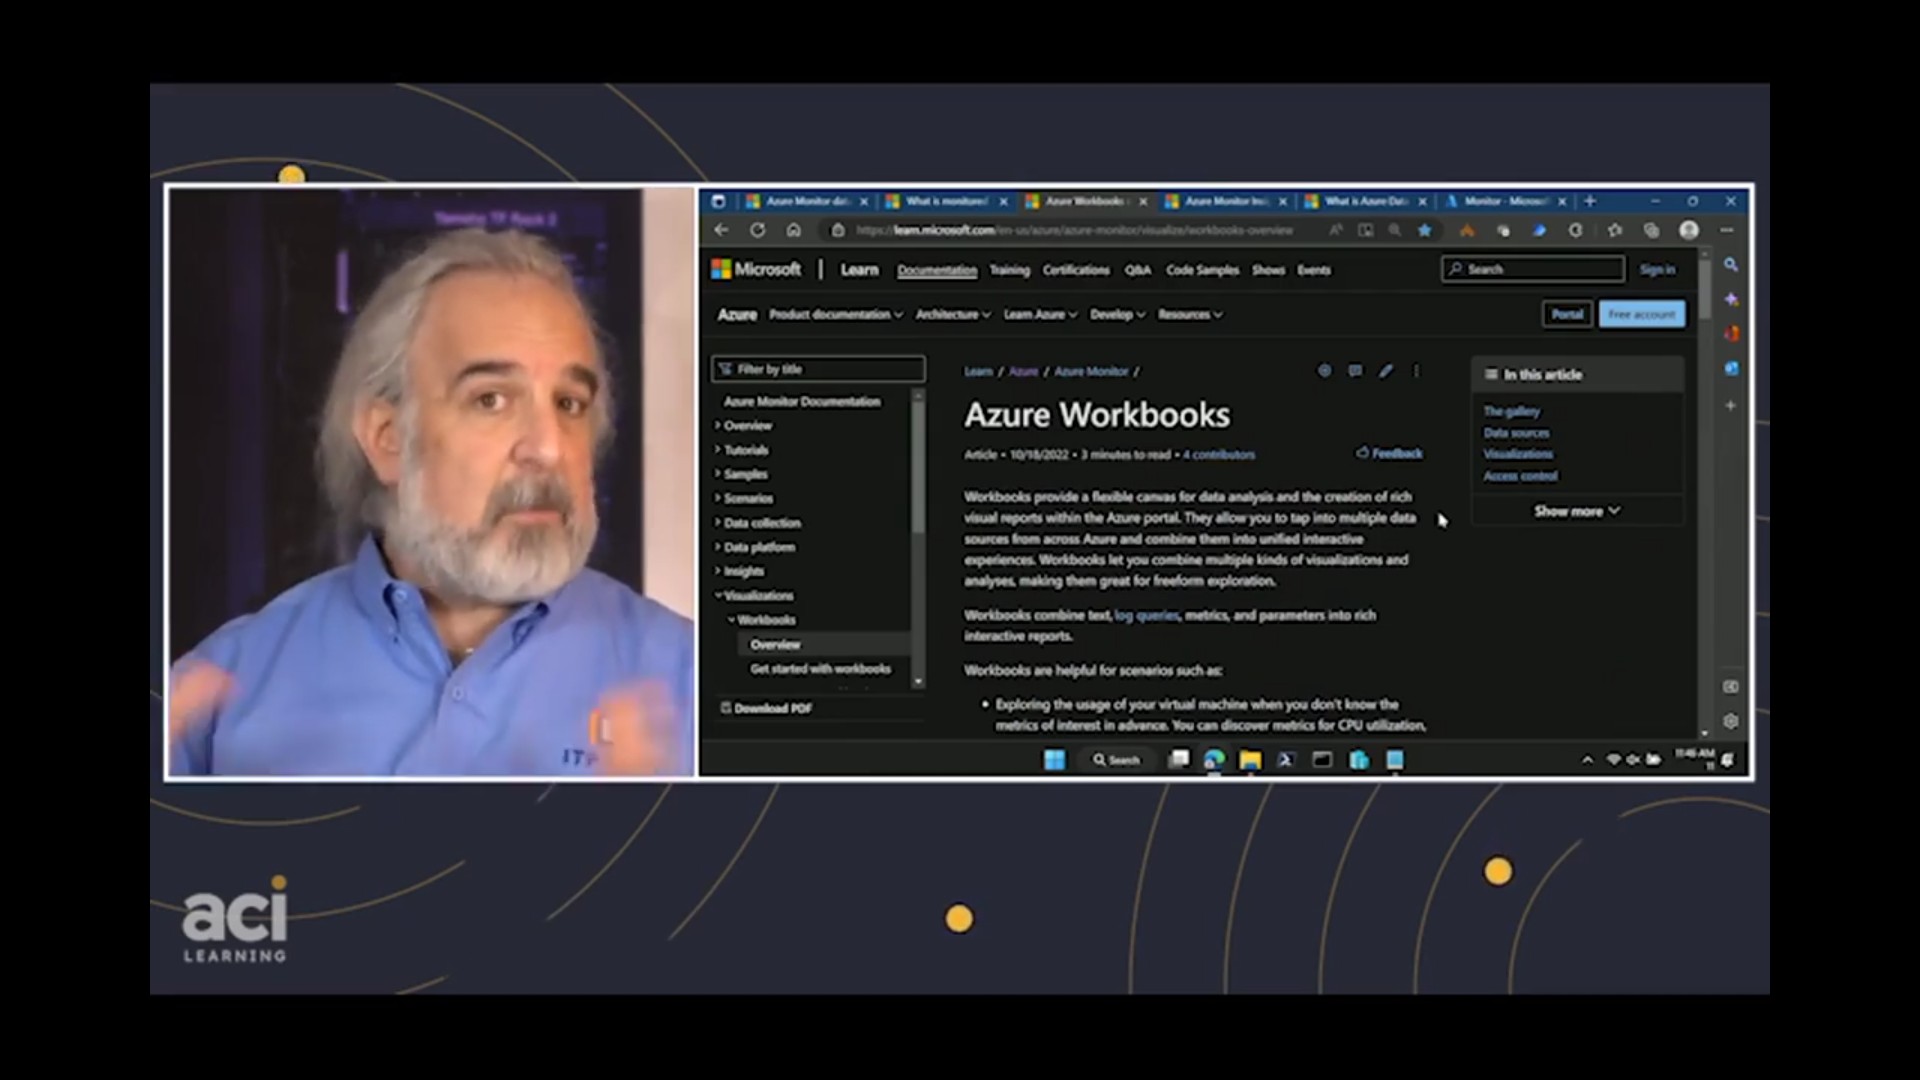 Azure Monitor dat
What is monitored
Azure Workbooks
Azure Monitor Insi
What is Azure Dat
Monitor - Microsof
https://learn.microsoft.com/en-us/azure/azure-monitor/visualize/workbooks-overview
Microsoft
Learn
Documentation
Training
Certifications
Q&A
Code Samples
Shows
Events
Search
Sign in
Azure
Product documentation
Architecture
Learn Azure
Develop
Resources
Portal
Free account
Filter by title
Azure Monitor Documentation
Overview
Tutorials
Samples
Scenarios
Data collection
Data platform
Insights
Visualizations
Workbooks
Overview
Get started with workbooks
Download PDF
Learn / Azure / Azure Monitor /
Azure Workbooks
Article • 10/18/2022 • 3 minutes to read • 4 contributors
Feedback
Workbooks provide a flexible canvas for data analysis and the creation of rich
visual reports within the Azure portal. They allow you to tap into multiple data
sources from across Azure and combine them into unified interactive
experiences. Workbooks let you combine multiple kinds of visualizations and
analyses, making them great for freeform exploration.
Workbooks combine text, log queries, metrics, and parameters into rich
interactive reports.
Workbooks are helpful for scenarios such as:
• Exploring the usage of your virtual machine when you don't know the
metrics of interest in advance. You can discover metrics for CPU utilization,
In this article
The gallery
Data sources
Visualizations
Access control
Show more
Search
11:46 AM
aci
LEARNING